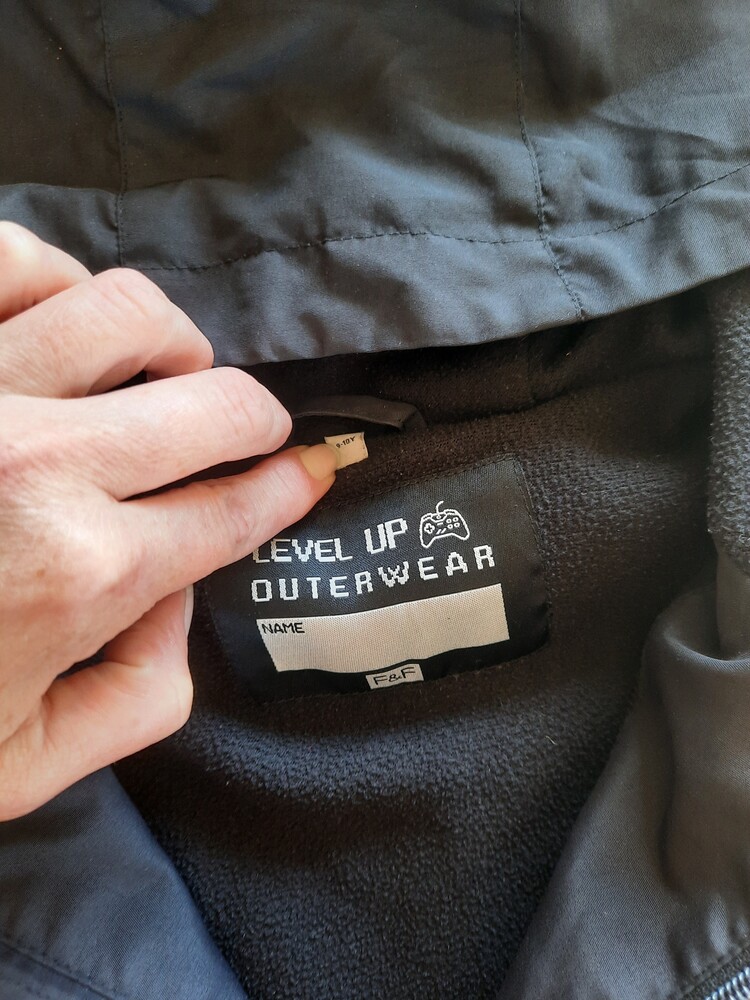 9-10Y
LEVEL UP
OUTERWEAR
NAME
F&F